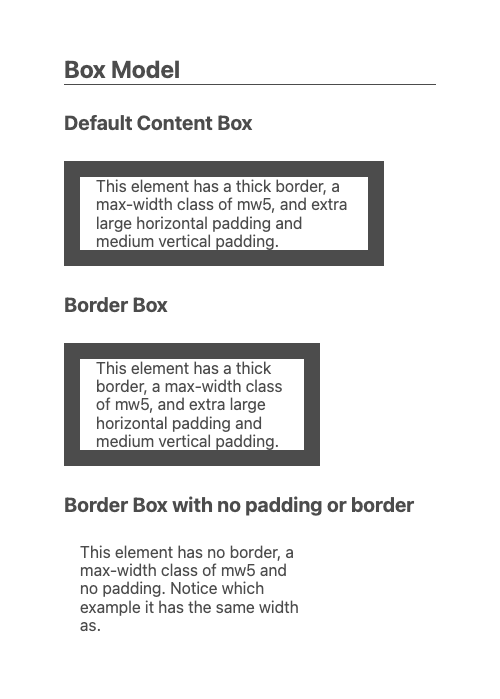 Box Model
Default Content Box
This element has a thick border, a
max-width class of mw5, and extra
large horizontal padding and
medium vertical padding.
Border Box
This element has a thick
border, a max-width class
of mw5, and extra large
horizontal padding and
medium vertical padding.
Border Box with no padding or border
This element has no border, a
max-width class of mw5 and
no padding. Notice which
example it has the same width
as.